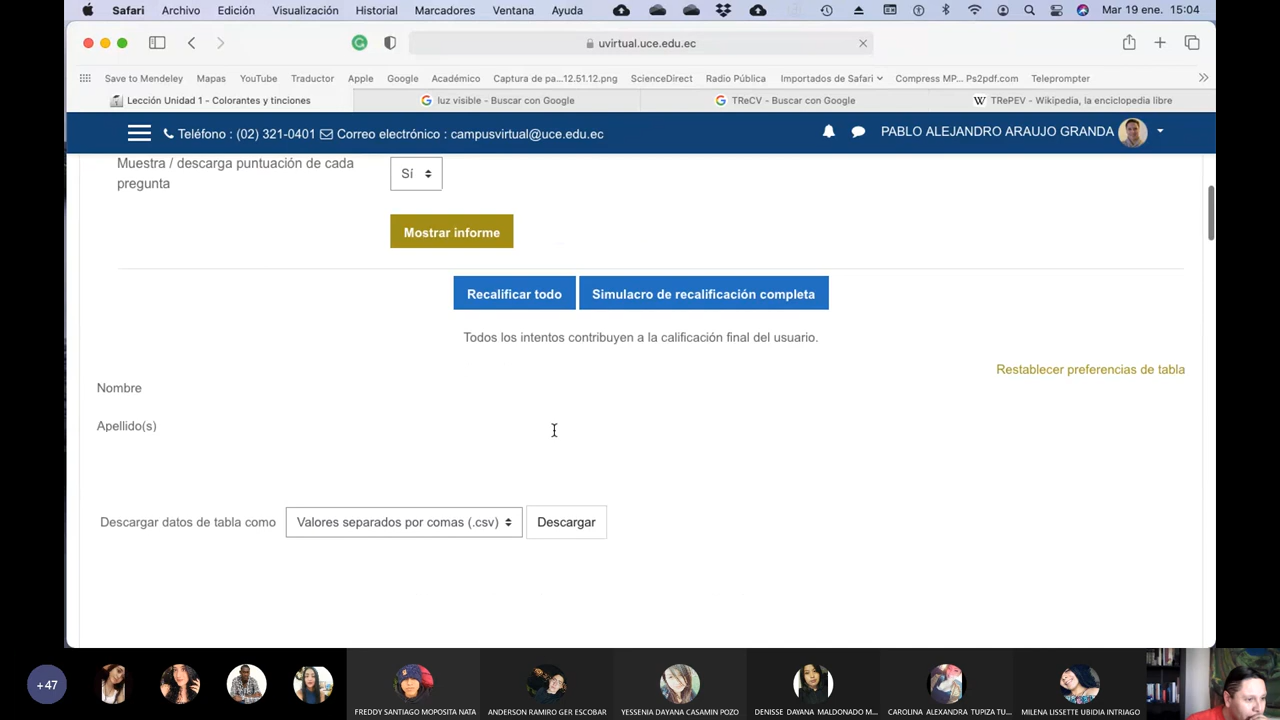 Safari Archivo Edición Visualización Historial Marcadores Ventana Ayuda Mar 19 ene. 15:04
uvirtual.uce.edu.ec
Save to Mendeley Mapas YouTube Traductor Apple Google Académico Captura de pa...12.51.12.png ScienceDirect Radio Pública Importados de Safari Compress MP... Ps2pdf.com Teleprompter
Lección Unidad 1 - Colorantes y tinciones luz visible - Buscar con Google TReCV - Buscar con Google TRePEV - Wikipedia, la enciclopedia libre
Teléfono : (02) 321-0401 Correo electrónico : campusvirtual@uce.edu.ec PABLO ALEJANDRO ARAUJO GRANDA
Muestra / descarga puntuación de cada
pregunta
Sí
Mostrar informe
Recalificar todo Simulacro de recalificación completa
Todos los intentos contribuyen a la calificación final del usuario.
Restablecer preferencias de tabla
Nombre
Apellido(s)
Descargar datos de tabla como Valores separados por comas (.csv) Descargar
+47
FREDDY SANTIAGO MOPOSITA NATA ANDERSON RAMIRO GER ESCOBAR YESSENIA DAYANA CASAMIN POZO DENISSE DAYANA MALDONADO M... CAROLINA ALEXANDRA TUPIZA TU... MILENA LISSETTE UBIDIA INTRIAGO